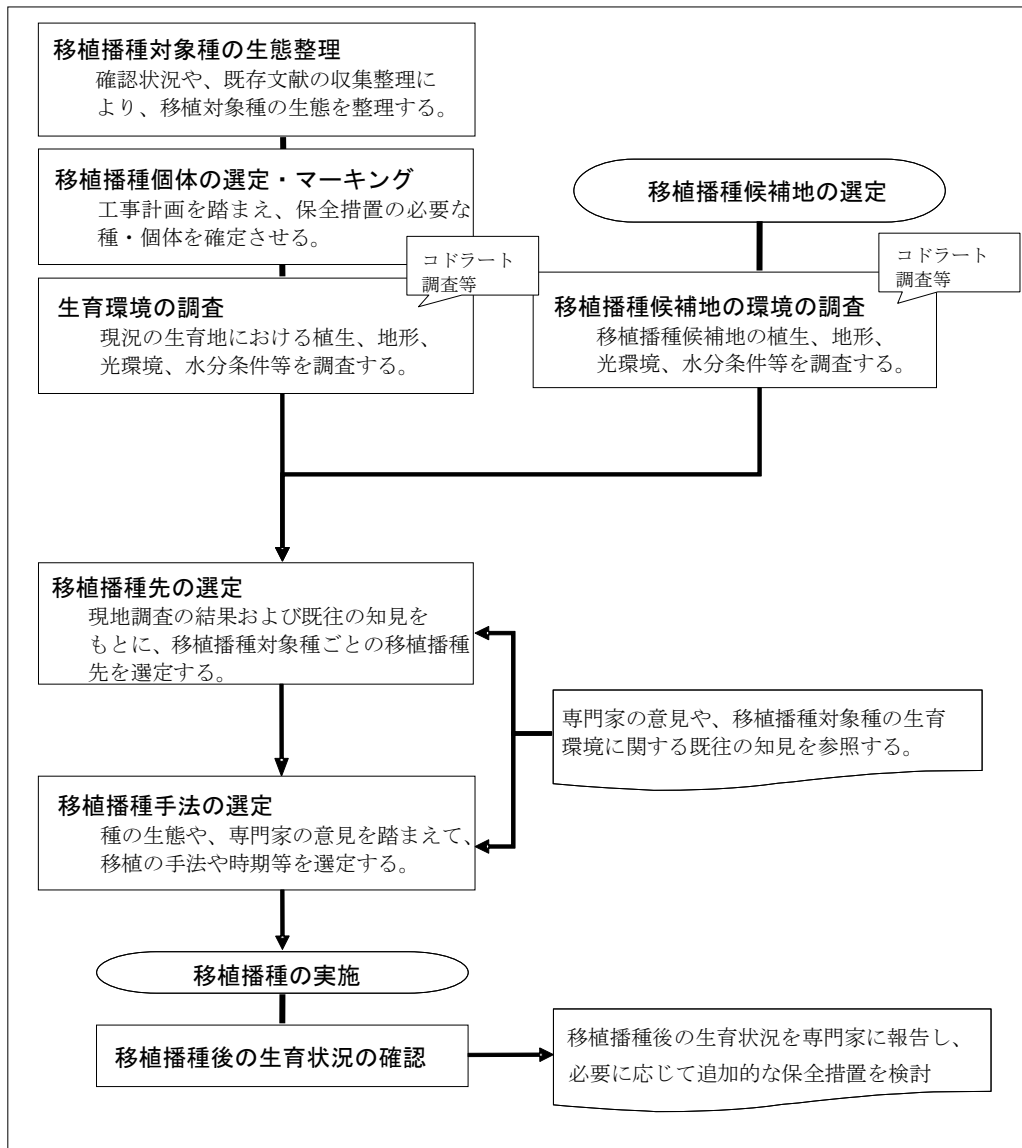 移植播種対象種の生態整理
確認状況や、既存文献の収集整理に
より、移植対象種の生態を整理する。
移植播種個体の選定・マーキング
工事計画を踏まえ、保全措置の必要な
種・個体を確定させる。
コドラート
調査等
生育環境の調査
現況の生育地における植生、地形、
光環境、水分条件等を調査する。
移植播種候補地の選定
コドラート
調査等
移植播種候補地の環境の調査
移植播種候補地の植生、地形、
光環境、水分条件等を調査する。
移植播種先の選定
現地調査の結果および既往の知見を
もとに、移植播種対象種ごとの移植播種
先を選定する。
専門家の意見や、移植播種対象種の生育
環境に関する既往の知見を参照する。
移植播種手法の選定
種の生態や、専門家の意見を踏まえて、
移植の手法や時期等を選定する。
移植播種の実施
移植播種後の生育状況の確認
移植播種後の生育状況を専門家に報告し、
必要に応じて追加的な保全措置を検討